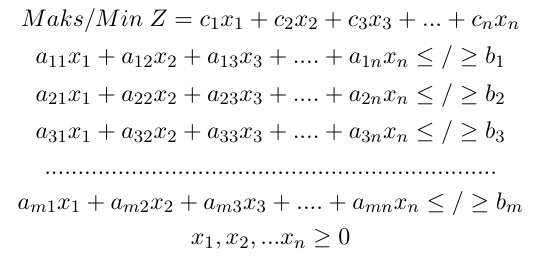 Maks/Min Z = c₁x₁ + c₂x₂ + c₃x₃ + ... + cₙxₙ
a₁₁x₁ + a₁₂x₂ + a₁₃x₃ + .... + a₁ₙxₙ ≤ / ≥ b₁
a₂₁x₁ + a₂₂x₂ + a₂₃x₃ + .... + a₂ₙxₙ ≤ / ≥ b₂
a₃₁x₁ + a₃₂x₂ + a₃₃x₃ + .... + a₃ₙxₙ ≤ / ≥ b₃
....................................................................
aₘ₁x₁ + aₘ₂x₂ + aₘ₃x₃ + .... + aₘₙxₙ ≤ / ≥ bₘ
x₁, x₂, ...xₙ ≥ 0